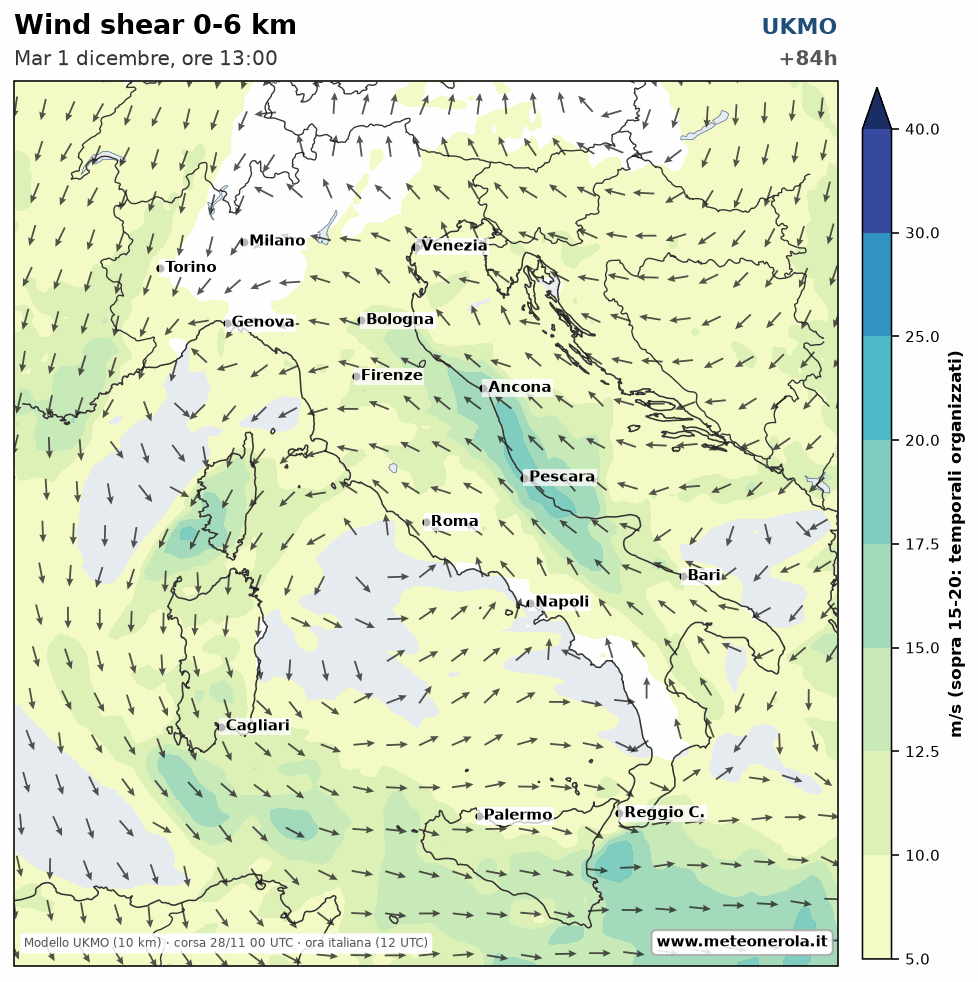 Wind shear 0-6 km
UKMO
Mar 1 dicembre, ore 13:00
+84h
Milano
Venezia
Torino
Genova
Bologna
Firenze
Ancona
Pescara
Roma
Bari
Napoli
Cagliari
Palermo
Reggio C.
40.0
30.0
25.0
20.0
17.5
15.0
12.5
10.0
5.0
m/s (sopra 15-20: temporali organizzati)
Modello UKMO (10 km) · corsa 28/11 00 UTC · ora italiana (12 UTC)
www.meteonerola.it